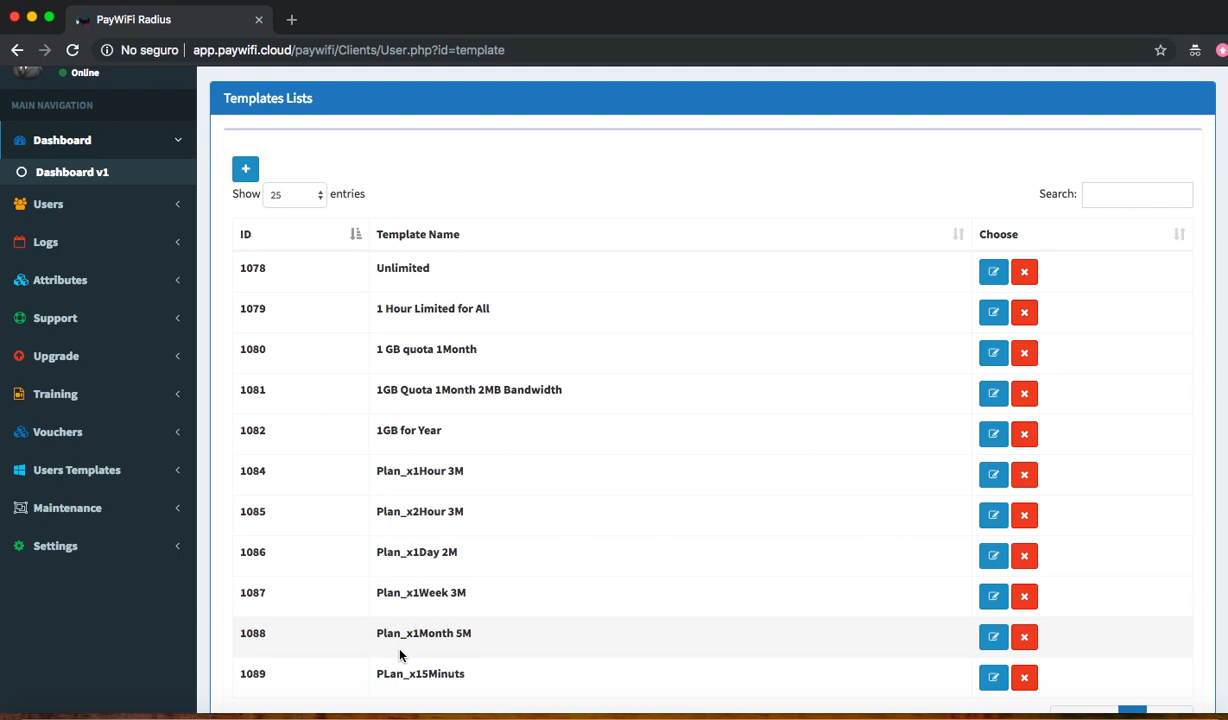 PayWiFi Radius
No seguro app.paywifi.cloud/paywifi/Clients/User.php?id=template
Online
MAIN NAVIGATION
Dashboard
Dashboard v1
Users
Logs
Attributes
Support
Upgrade
Training
Vouchers
Users Templates
Maintenance
Settings
Templates Lists
+
Show 25 entries
Search:
ID Template Name Choose
1078 Unlimited
1079 1 Hour Limited for All
1080 1 GB quota 1Month
1081 1GB Quota 1Month 2MB Bandwidth
1082 1GB for Year
1084 Plan_x1Hour 3M
1085 Plan_x2Hour 3M
1086 Plan_x1Day 2M
1087 Plan_x1Week 3M
1088 Plan_x1Month 5M
1089 PLan_x15Minuts